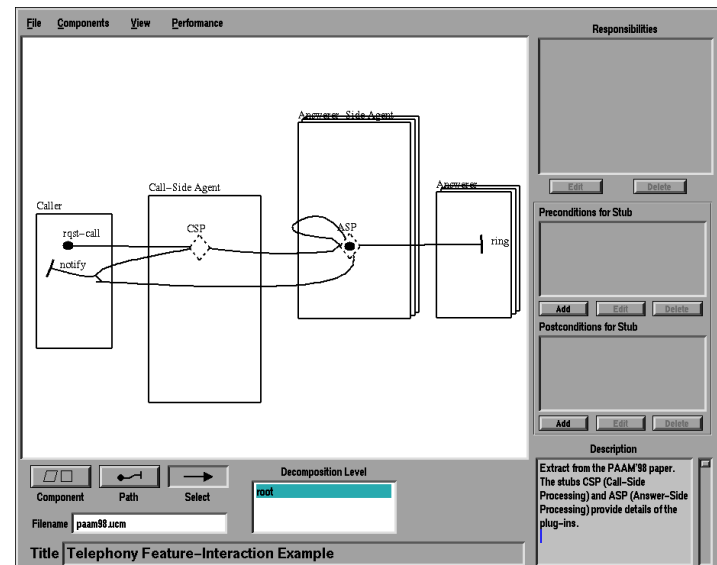 File Components View Performance
Responsibilities
Edit Delete
Answerer-Side Agent
Call-Side Agent
Answerer
Caller
rqst-call
CSP
ASP
ring
notify
Preconditions for Stub
Add Edit Delete
Postconditions for Stub
Add Edit Delete
Description
Extract from the PAAM'98 paper.
The stubs CSP (Call-Side
Processing) and ASP (Answer-Side
Processing) provide details of the
plug-ins.
Component Path Select
Decomposition Level
root
Filename paam98.ucm
Title Telephony Feature-Interaction Example